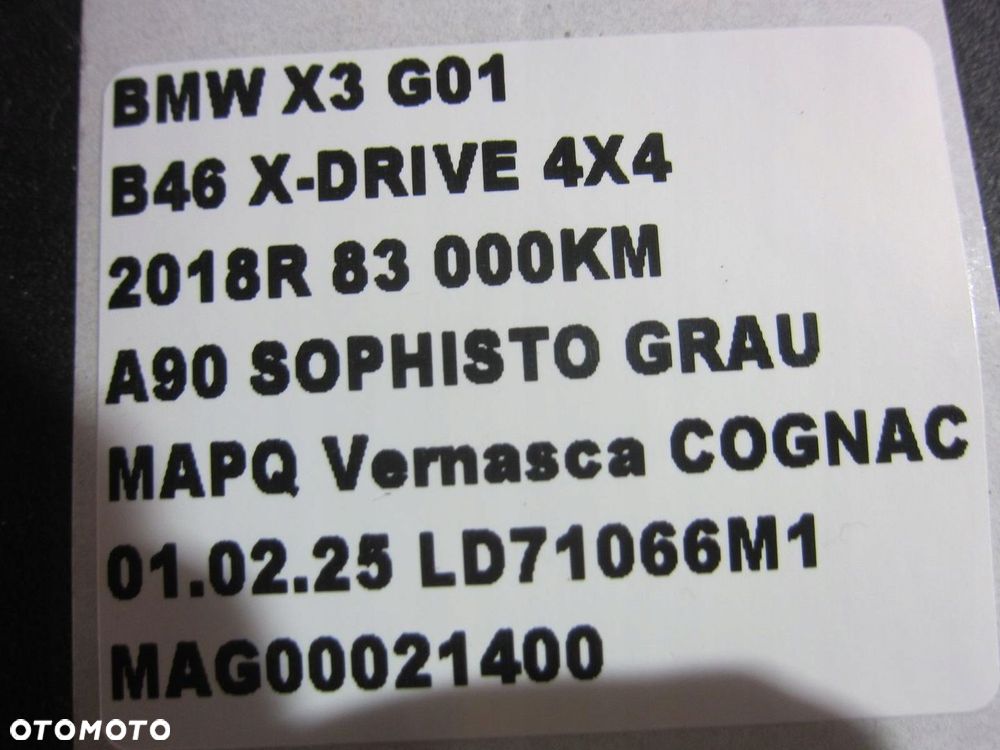 BMW X3 G01
B46 X-DRIVE 4X4
2018R 83 000KM
A90 SOPHISTO GRAU
MAPQ Vernasca COGNAC
01.02.25 LD71066M1
MAG00021400
OTOMOTO